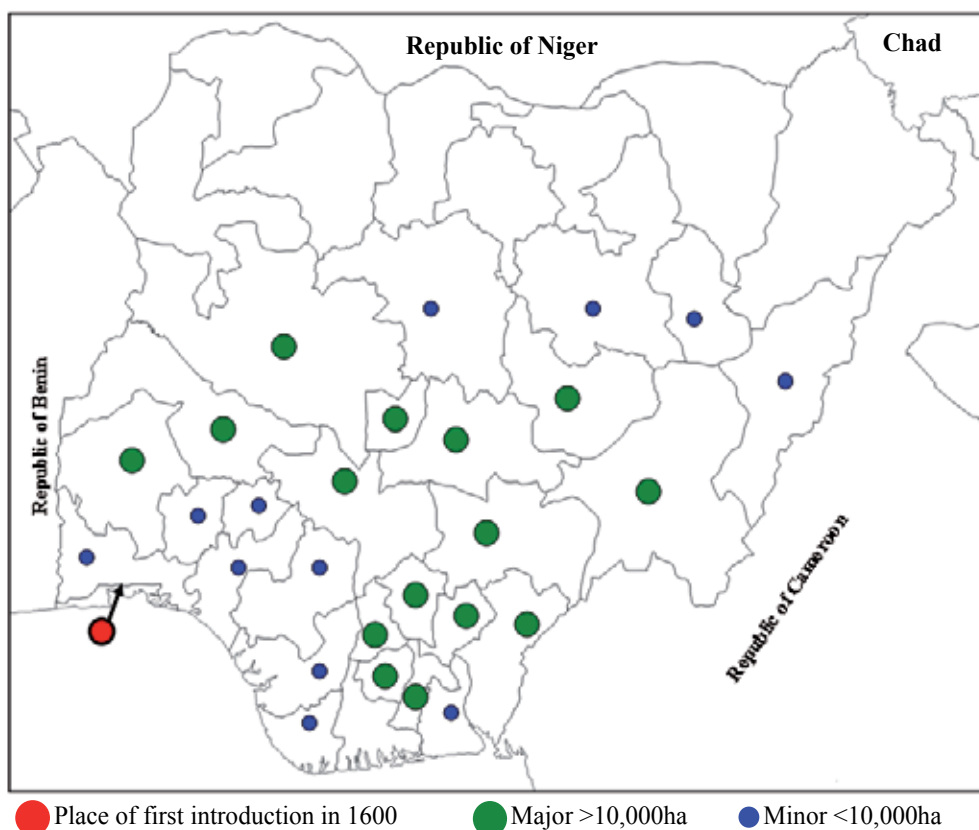 Republic of Niger
Chad
Republic of Benin
Republic of Cameroon
Place of first introduction in 1600
Major >10,000ha
Minor <10,000ha